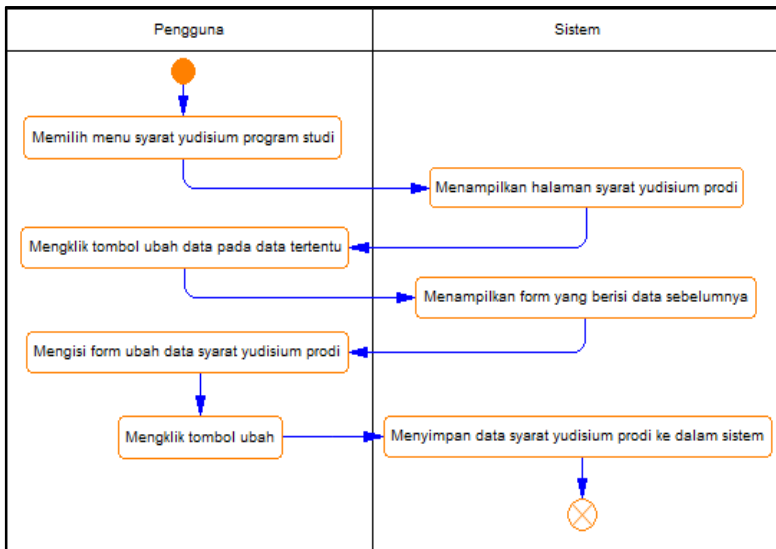 Pengguna
Sistem
Memilih menu syarat yudisium program studi
Menampilkan halaman syarat yudisium prodi
Mengklik tombol ubah data pada data tertentu
Menampilkan form yang berisi data sebelumnya
Mengisi form ubah data syarat yudisium prodi
Mengklik tombol ubah
Menyimpan data syarat yudisium prodi ke dalam sistem